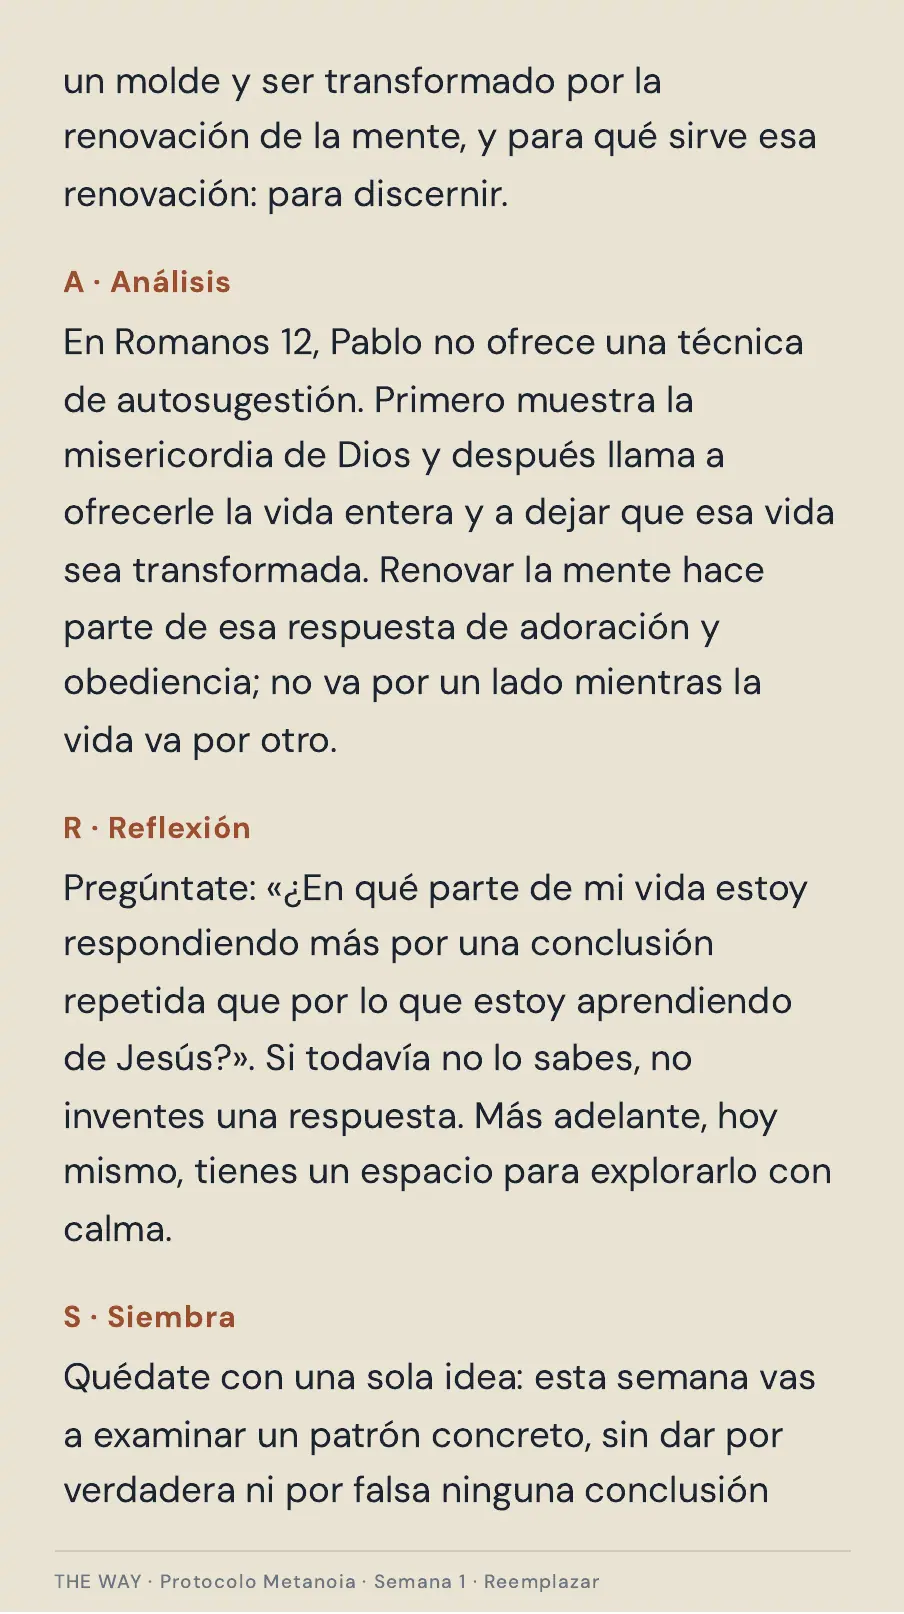 un molde y ser transformado por la
renovación de la mente, y para qué sirve esa
renovación: para discernir.
A · Análisis
En Romanos 12, Pablo no ofrece una técnica
de autosugestión. Primero muestra la
misericordia de Dios y después llama a
ofrecerle la vida entera y a dejar que esa vida
sea transformada. Renovar la mente hace
parte de esa respuesta de adoración y
obediencia; no va por un lado mientras la
vida va por otro.
R · Reflexión
Pregúntate: «¿En qué parte de mi vida estoy
respondiendo más por una conclusión
repetida que por lo que estoy aprendiendo
de Jesús?». Si todavía no lo sabes, no
inventes una respuesta. Más adelante, hoy
mismo, tienes un espacio para explorarlo con
calma.
S · Siembra
Quédate con una sola idea: esta semana vas
a examinar un patrón concreto, sin dar por
verdadera ni por falsa ninguna conclusión
THE WAY · Protocolo Metanoia · Semana 1 · Reemplazar